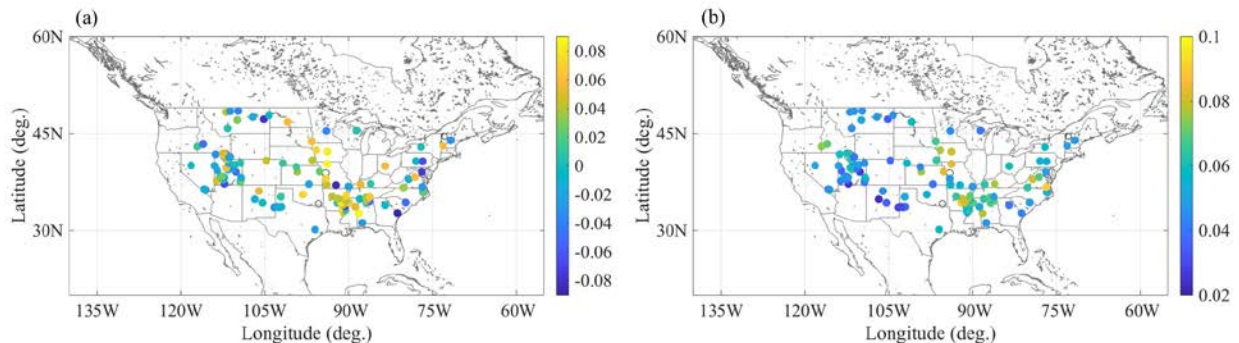 (a)
60N
45N
30N
Latitude (deg.)
135W 120W 105W 90W 75W 60W
Longitude (deg.)
0.08
0.06
0.04
0.02
0
-0.02
-0.04
-0.06
-0.08
(b)
60N
45N
30N
Latitude (deg.)
135W 120W 105W 90W 75W 60W
Longitude (deg.)
0.1
0.08
0.06
0.04
0.02